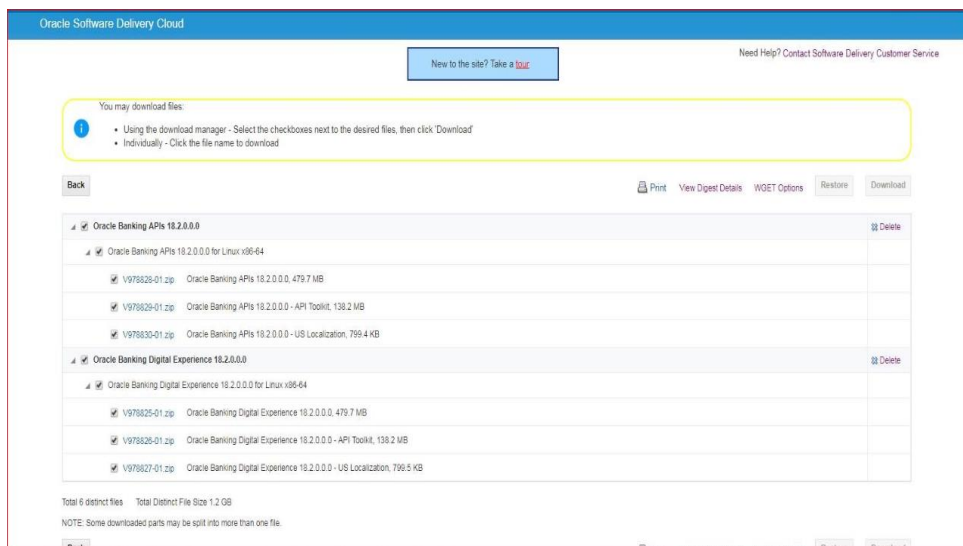 Oracle Software Delivery Cloud
New to the site? Take a tour
Need Help? Contact Software Delivery Customer Service
You may download files:
• Using the download manager - Select the checkboxes next to the desired files, then click 'Download'
• Individually - Click the file name to download
Back Print View Digest Details WGET Options Restore Download
Oracle Banking APIs 18.2.0.0.0 Delete
Oracle Banking APIs 18.2.0.0.0 for Linux x86-64
V978828-01.zip Oracle Banking APIs 18.2.0.0.0, 479.7 MB
V978829-01.zip Oracle Banking APIs 18.2.0.0.0 - API Toolkit, 138.2 MB
V978830-01.zip Oracle Banking APIs 18.2.0.0.0 - US Localization, 799.4 KB
Oracle Banking Digital Experience 18.2.0.0.0 Delete
Oracle Banking Digital Experience 18.2.0.0.0 for Linux x86-64
V978825-01.zip Oracle Banking Digital Experience 18.2.0.0.0, 479.7 MB
V978826-01.zip Oracle Banking Digital Experience 18.2.0.0.0 - API Toolkit, 138.2 MB
V978827-01.zip Oracle Banking Digital Experience 18.2.0.0.0 - US Localization, 799.5 KB
Total 6 distinct files Total Distinct File Size 1.2 GB
NOTE: Some downloaded parts may be split into more than one file.